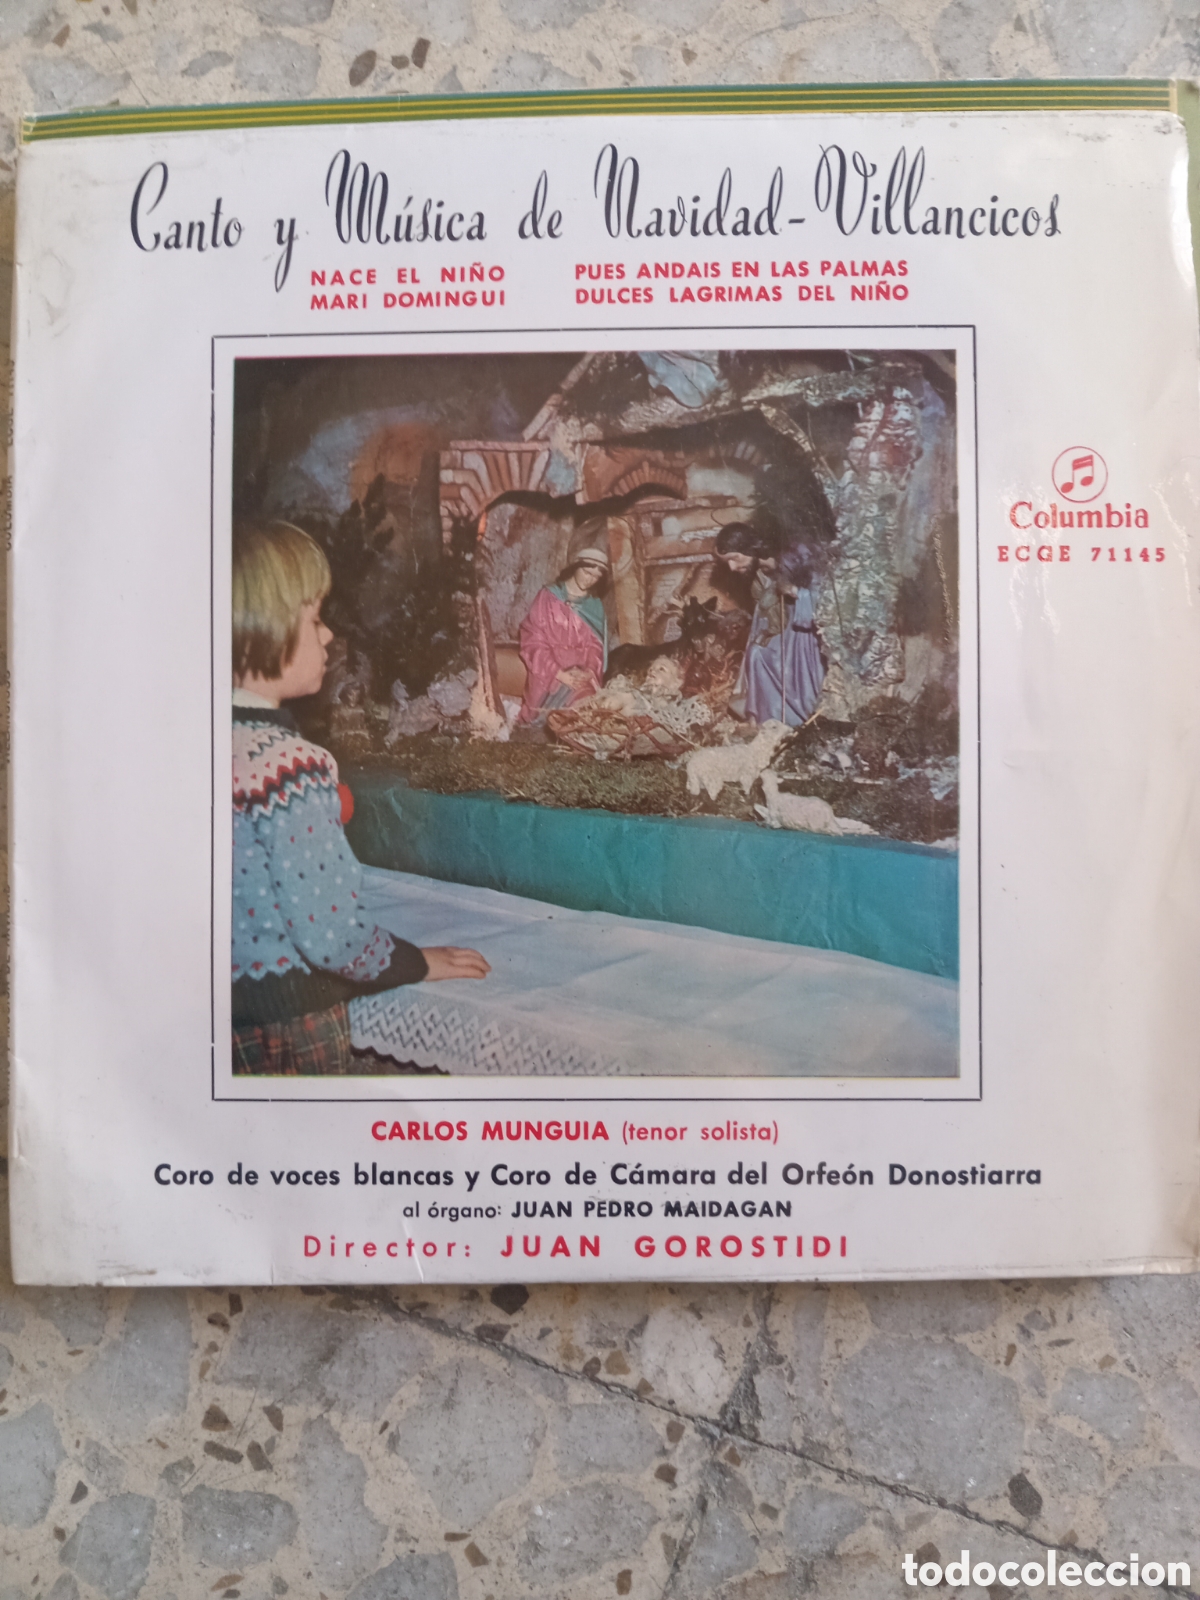 Canto y Música de Navidad-Villancicos
NACE EL NIÑO
MARI DOMINGUI
PUES ANDAIS EN LAS PALMAS
DULCES LAGRIMAS DEL NIÑO
Columbia
ECGE 71145
CARLOS MUNGUIA (tenor solista)
Coro de voces blancas y Coro de Cámara del Orfeón Donostiarra
al órgano: JUAN PEDRO MAIDAGAN
Director: JUAN GOROSTIDI
todocoleccion